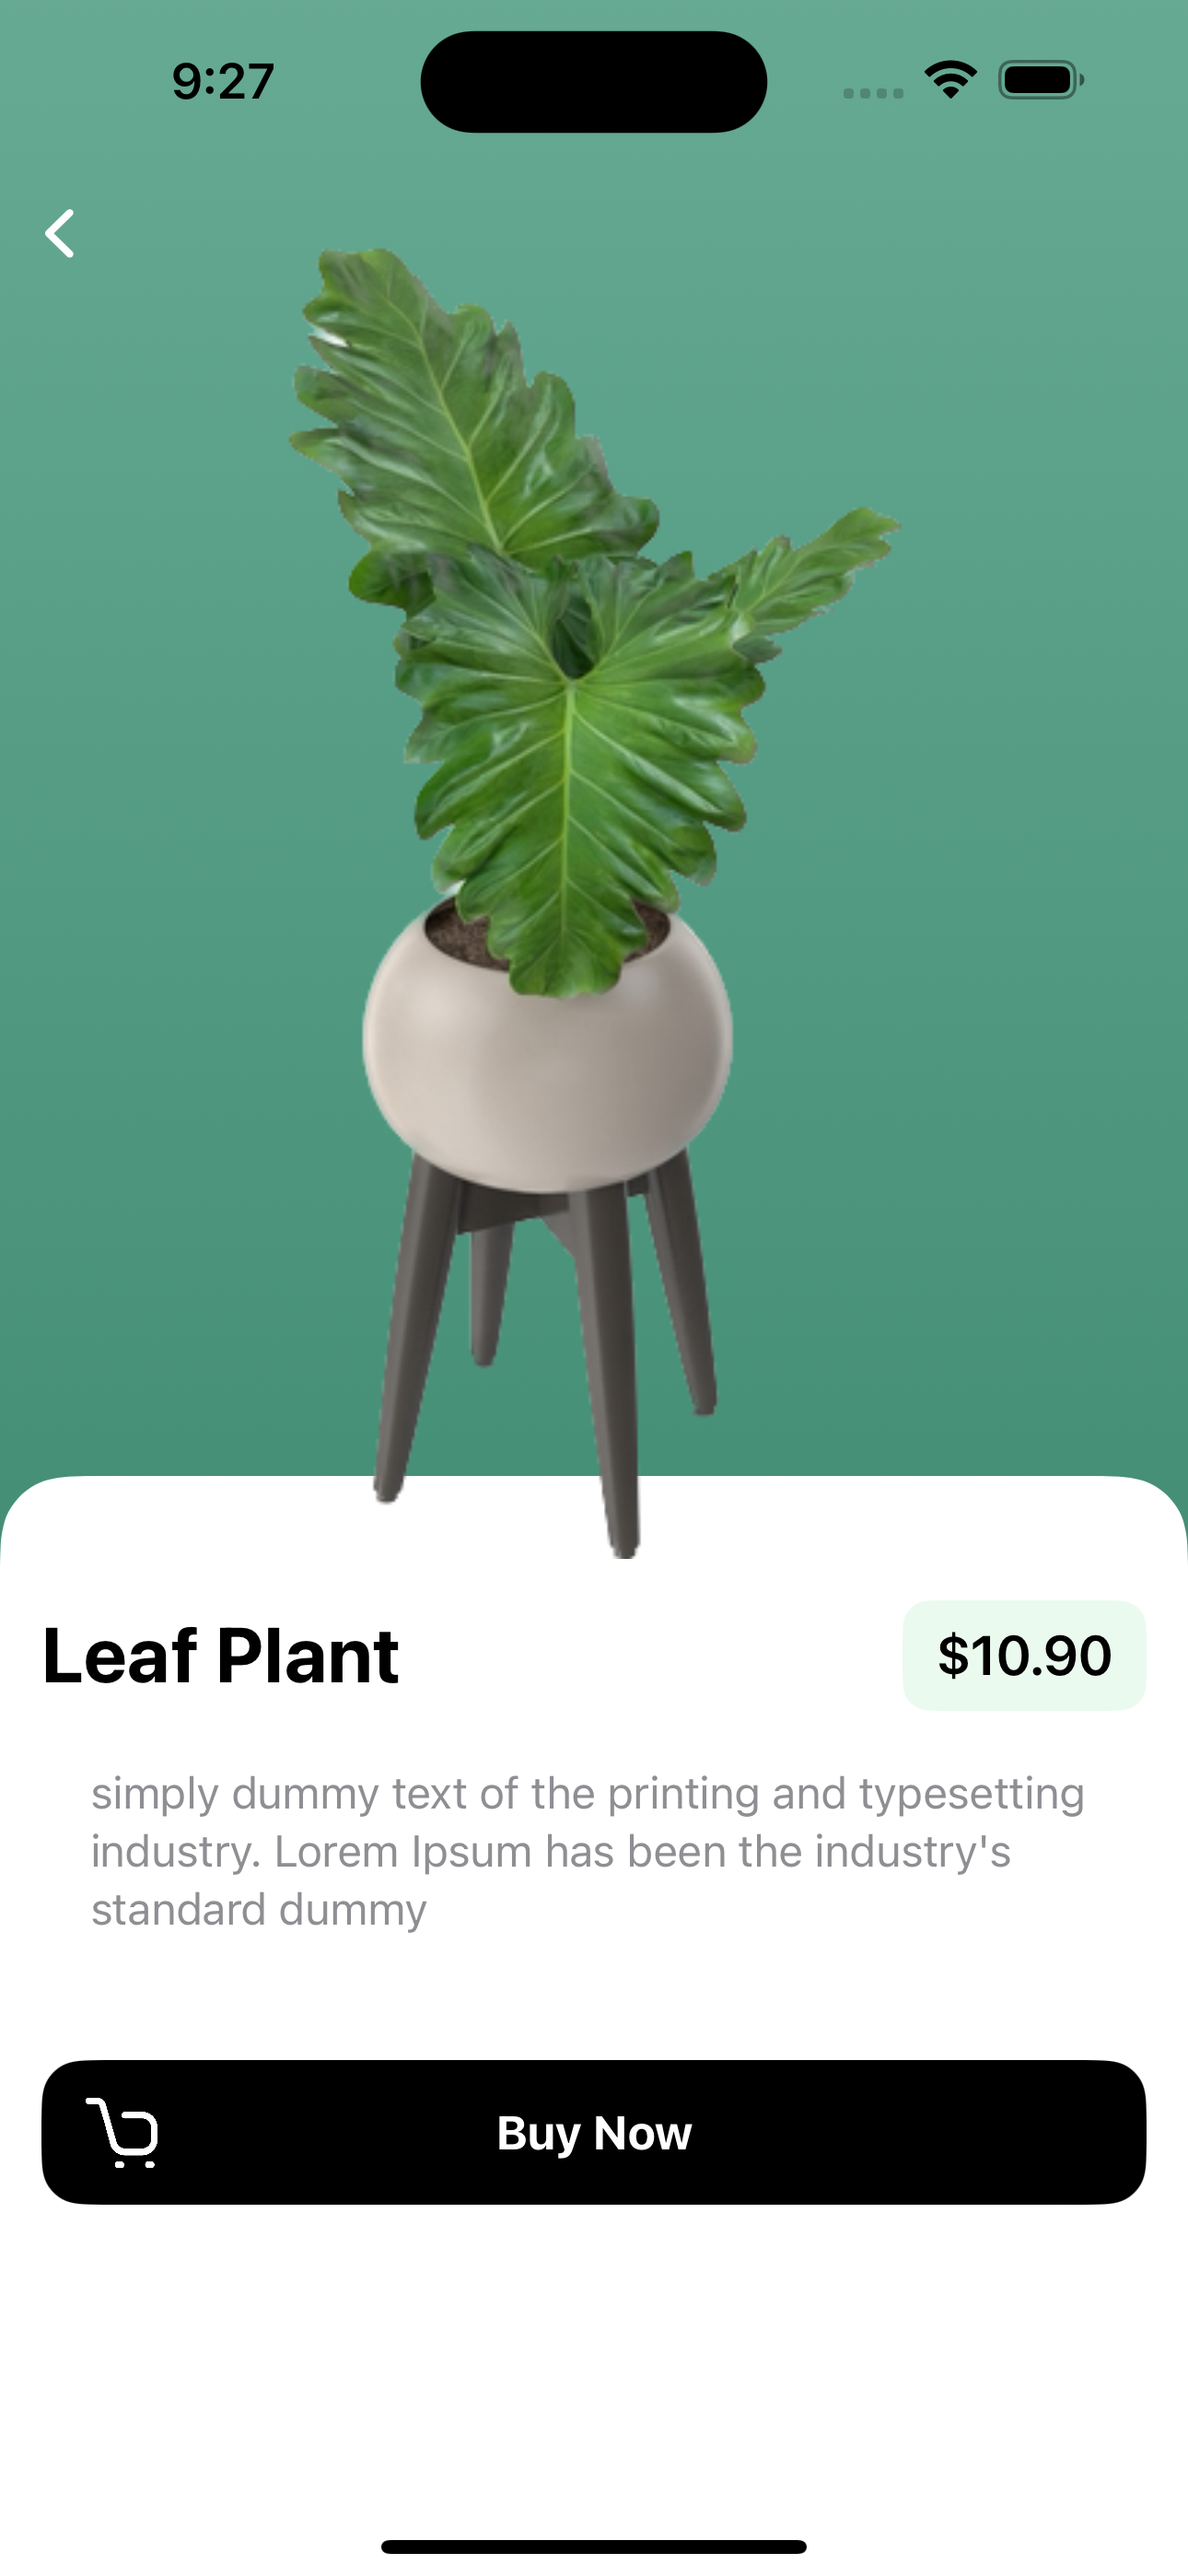 9:27
Leaf Plant
$10.90
simply dummy text of the printing and typesetting
industry. Lorem Ipsum has been the industry's
standard dummy
Buy Now